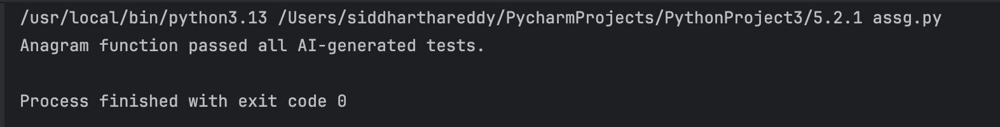 /usr/local/bin/python3.13 /Users/siddharthareddy/PycharmProjects/PythonProject3/5.2.1 assg.py
Anagram function passed all AI-generated tests.
Process finished with exit code 0